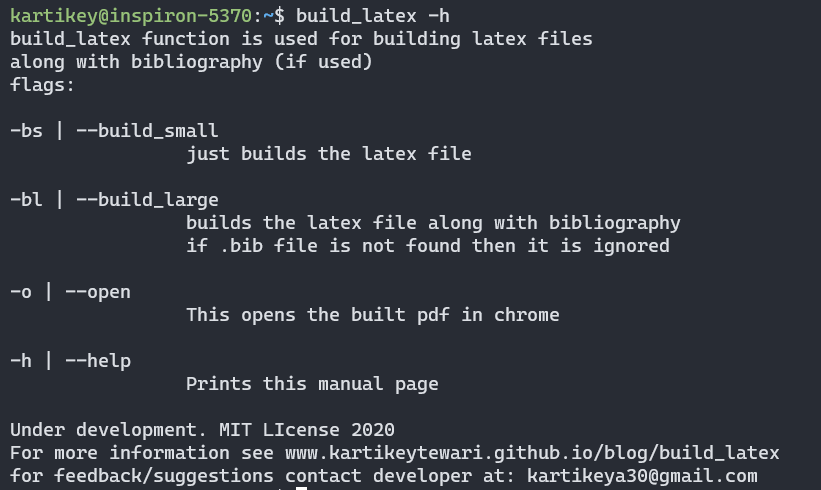 kartikey@inspiron-5370:~$ build_latex -h
build_latex function is used for building latex files
along with bibliography (if used)
flags:
-bs | --build_small
just builds the latex file
-bl | --build_large
builds the latex file along with bibliography
if .bib file is not found then it is ignored
-o | --open
This opens the built pdf in chrome
-h | --help
Prints this manual page
Under development. MIT LIcense 2020
For more information see www.kartikeytewari.github.io/blog/build_latex
for feedback/suggestions contact developer at: kartikeya30@gmail.com